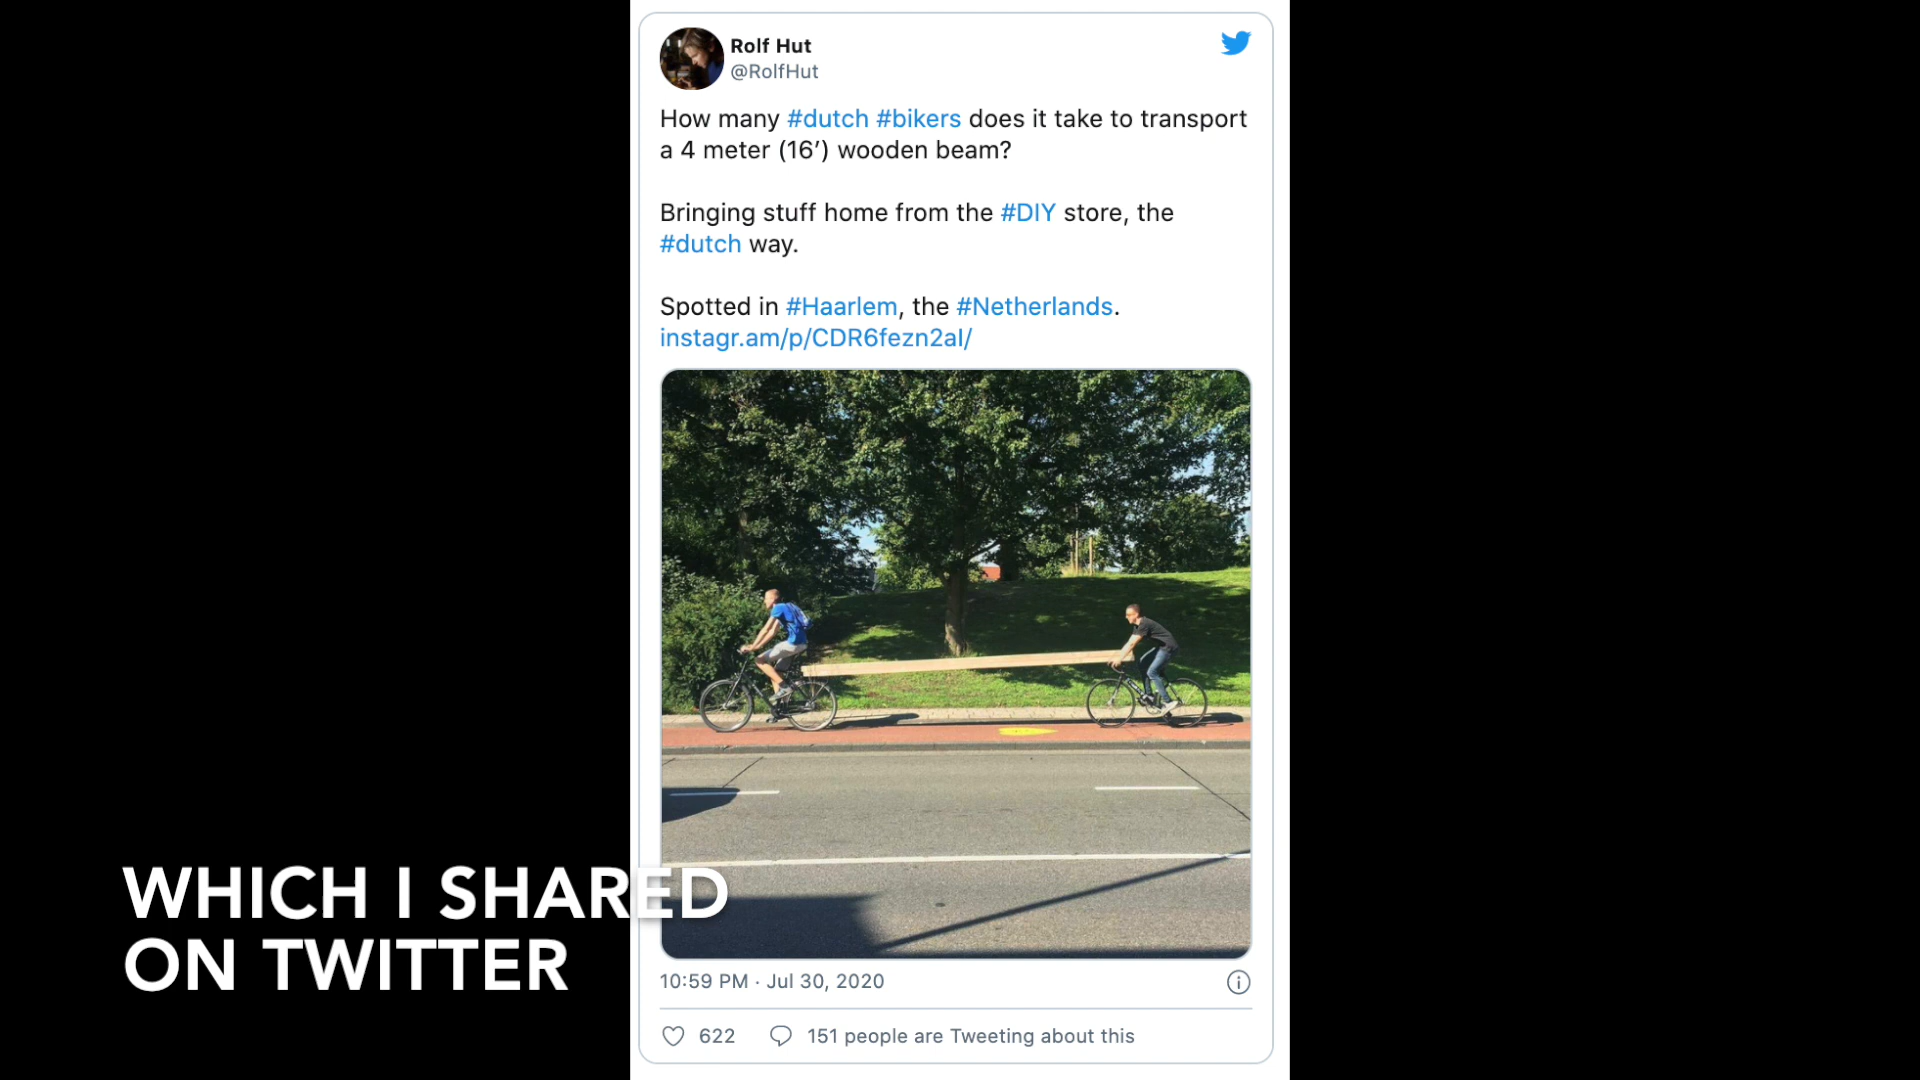 Rolf Hut
@RolfHut
How many #dutch #bikers does it take to transport
a 4 meter (16’) wooden beam?
Bringing stuff home from the #DIY store, the
#dutch way.
Spotted in #Haarlem, the #Netherlands.
instagr.am/p/CDR6fezn2aI/
WHICH I SHARED
ON TWITTER
10:59 PM · Jul 30, 2020
622 151 people are Tweeting about this